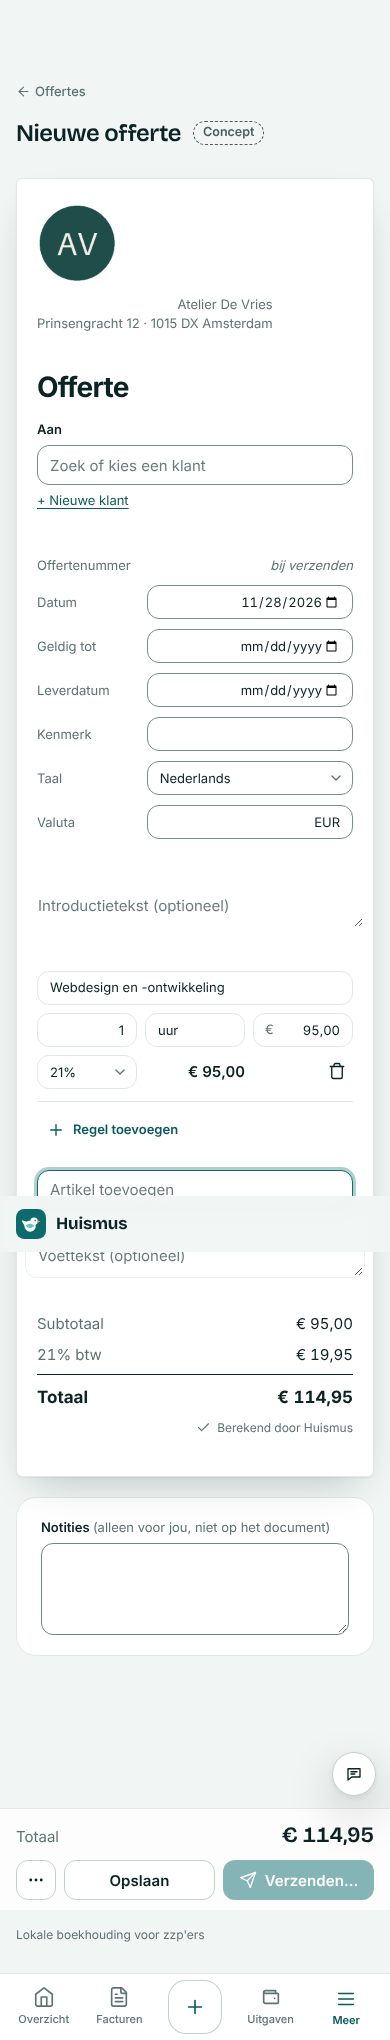 ← Offertes
Nieuwe offerte Concept
AV
Atelier De Vries
Prinsengracht 12 · 1015 DX Amsterdam
Offerte
Aan
Zoek of kies een klant
+ Nieuwe klant
Offertenummer bij verzenden
Datum 11/28/2026
Geldig tot mm/dd/yyyy
Leverdatum mm/dd/yyyy
Kenmerk
Taal Nederlands
Valuta EUR
Introductietekst (optioneel)
Webdesign en -ontwikkeling
1 uur € 95,00
21% € 95,00
+ Regel toevoegen
Artikel toevoegen
Huismus
Voettekst (optioneel)
Subtotaal € 95,00
21% btw € 19,95
Totaal € 114,95
Berekend door Huismus
Notities (alleen voor jou, niet op het document)
Totaal € 114,95
Opslaan Verzenden...
Lokale boekhouding voor zzp'ers
Overzicht Facturen Uitgaven Meer